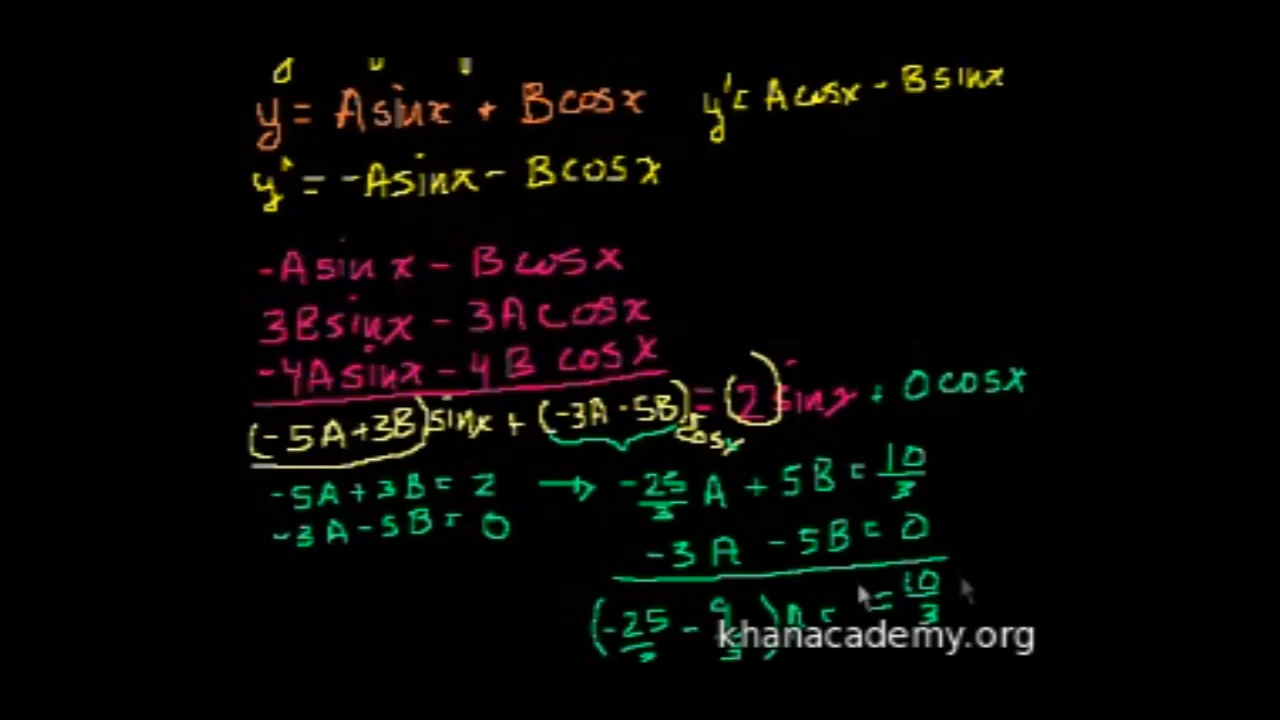 y = A sin x + B cos x   y' = A cos x - B sin x
y'' = -A sin x - B cos x
-A sin x - B cos x
3B sin x - 3A cos x
-4A sin x - 4B cos x
(-5A+3B) sin x + (-3A-5B) cos x = (2) sin x + 0 cos x
-5A+3B = 2 → -25/3 A + 5B = 10/3
-3A-5B = 0   -3A - 5B = 0
(-25/3 - 9/3) A = = 10/3
khanacademy.org